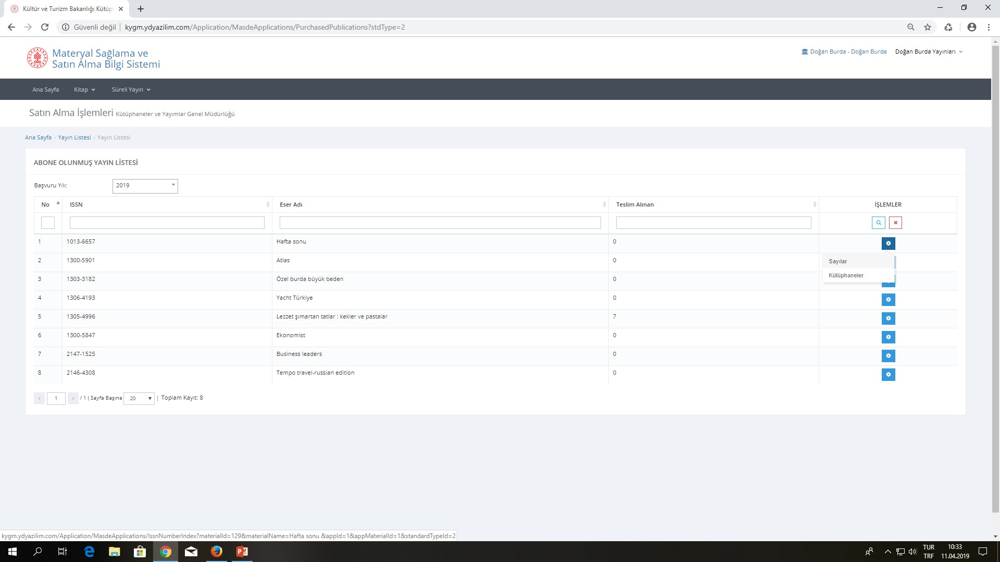 Kültür ve Turizm Bakanlığı Kütüp
Güvenli değil kygm.ydyazilim.com/Application/MasdeApplications/PurchasedPublications?stdType=2
Materyal Sağlama ve
Satın Alma Bilgi Sistemi
Doğan Burda - Doğan Burda Doğan Burda Yayınları
Ana Sayfa Kitap Süreli Yayın
Satın Alma İşlemleri Kütüphaneler ve Yayımlar Genel Müdürlüğü
Ana Sayfa › Yayın Listesi › Yayın Listesi
ABONE OLUNMUŞ YAYIN LİSTESİ
Başvuru Yılı: 2019
No ISSN Eser Adı Teslim Alınan İŞLEMLER
1 1013-6657 Hafta sonu 0
2 1300-5901 Atlas 0
Sayılar
Kütüphaneler
3 1303-3182 Özel burda büyük beden 0
4 1306-4193 Yacht Türkiye 0
5 1305-4996 Lezzet şımartan tatlar : kekler ve pastalar 7
6 1300-5847 Ekonomist 0
7 2147-1525 Business leaders 0
8 2146-4308 Tempo travel-russian edition 0
‹ 1 › / 1 | Sayfa Başına 20 | Toplam Kayıt: 8
kygm.ydyazilim.com/Application/MasdeApplications/IssnNumberIndex?materialId=129&materialName=Hafta sonu &appId=1&appMaterialId=1&standardTypeId=2
TUR 10:33
TRF 11.04.2019